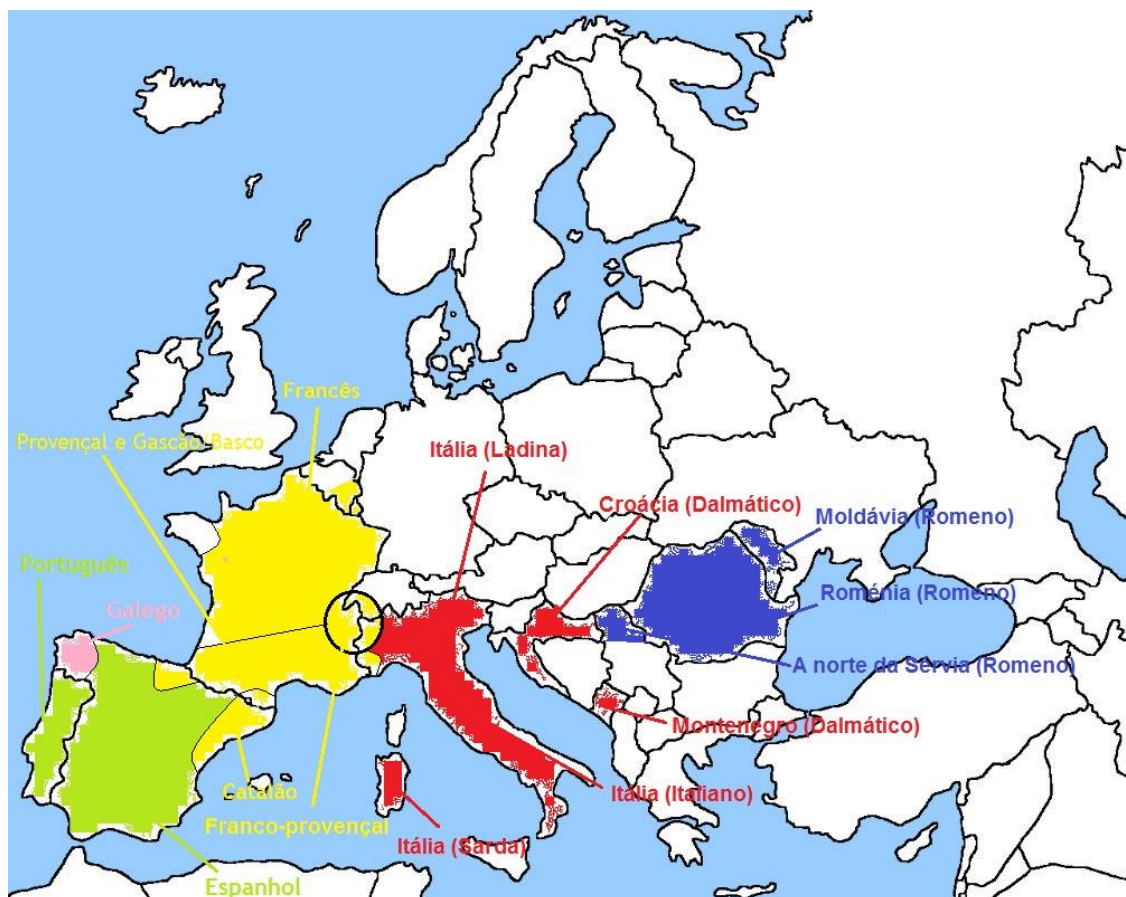 Francês
Provençal e Gascão/Basco
Itália (Ladina)
Croácia (Dalmático)
Moldávia (Romeno)
Português
Galego
Roménia (Romeno)
A norte da Sérvia (Romeno)
Montenegro (Dalmático)
Catalão
Itália (Italiano)
Franco-provençal
Itália (Sarda)
Espanhol